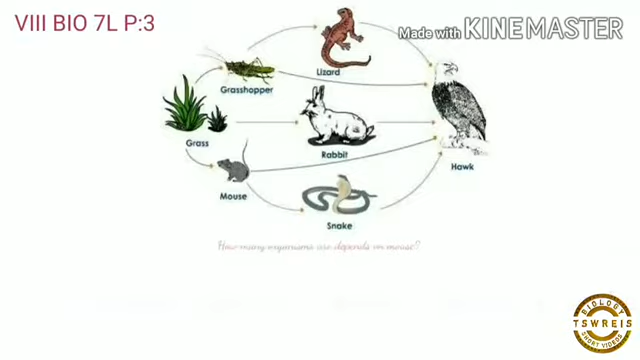 VIII BIO 7L P:3
Made with KINEMASTER
Lizard
Grasshopper
Grass
Rabbit
Hawk
Mouse
Snake
How many organisms are depends on mouse?
BIOLOGY
TSWREIS
SHORT VIDEOS